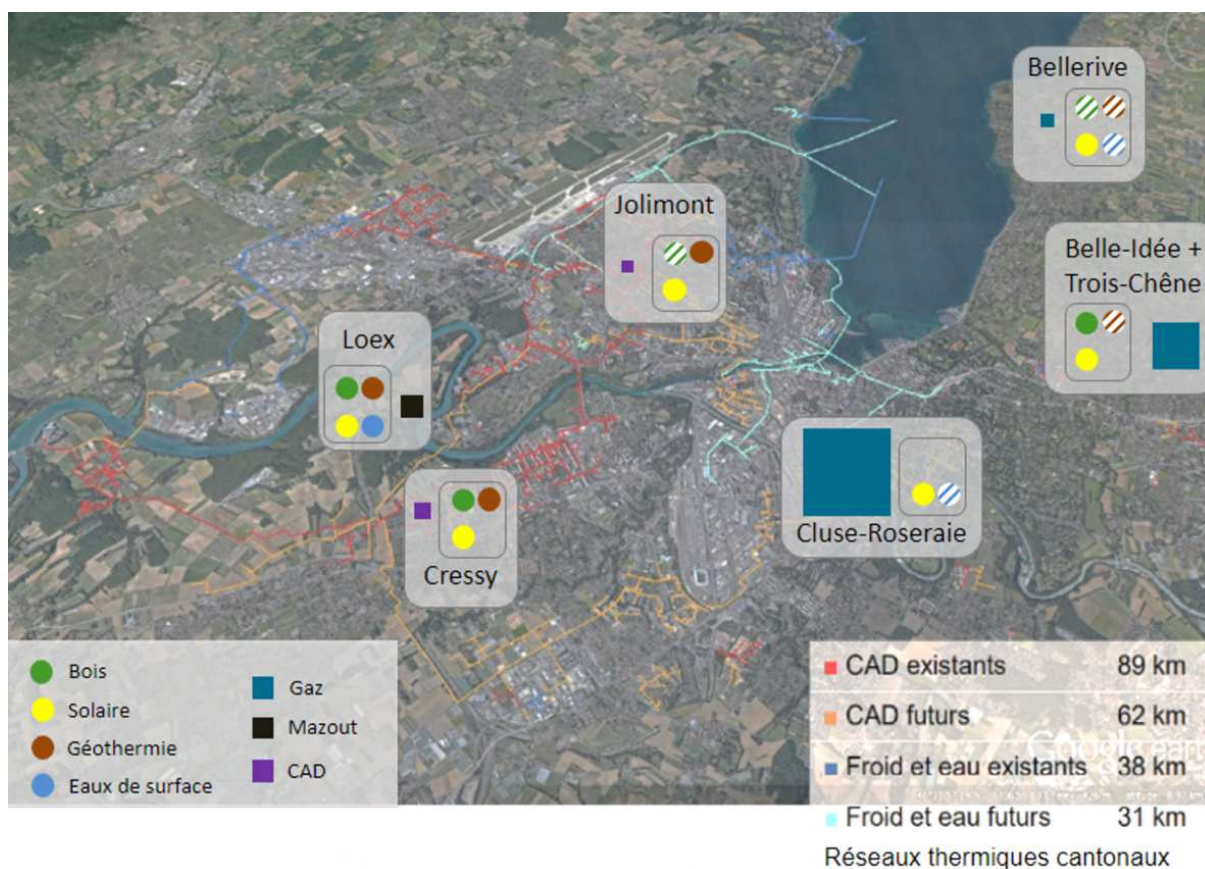 Bellerive
Jolimont
Belle-Idée +
Trois-Chêne
Loex
Cluse-Roseraie
Cressy
Bois
Solaire
Géothermie
Eaux de surface
Gaz
Mazout
CAD
CAD existants 89 km
CAD futurs 62 km
Froid et eau existants 38 km
Froid et eau futurs 31 km
Réseaux thermiques cantonaux
Google eart